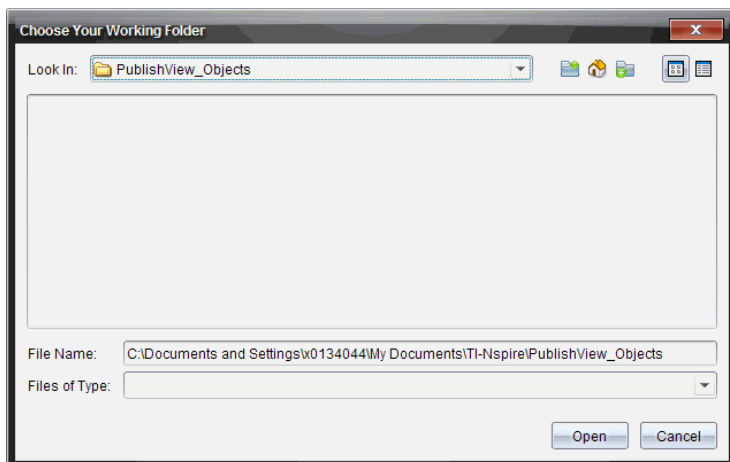 Choose Your Working Folder
Look In: PublishView_Objects
File Name: C:\Documents and Settings\x0134044\My Documents\TI-Nspire\PublishView_Objects
Files of Type:
Open Cancel